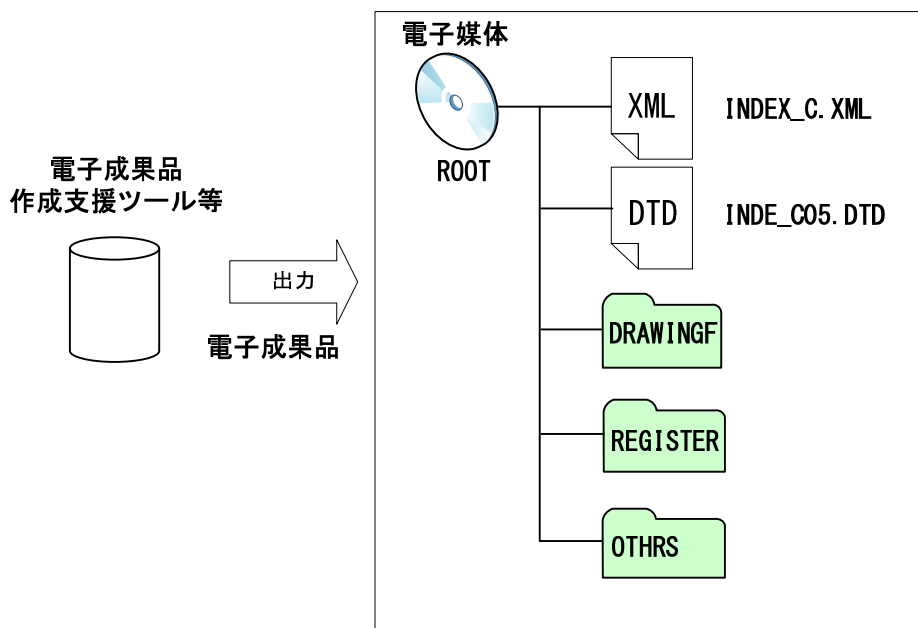 電子媒体
ROOT
XML
INDEX_C.XML
DTD
INDE_C05.DTD
電子成果品
作成支援ツール等
出力
電子成果品
DRAWINGF
REGISTER
OTHRS